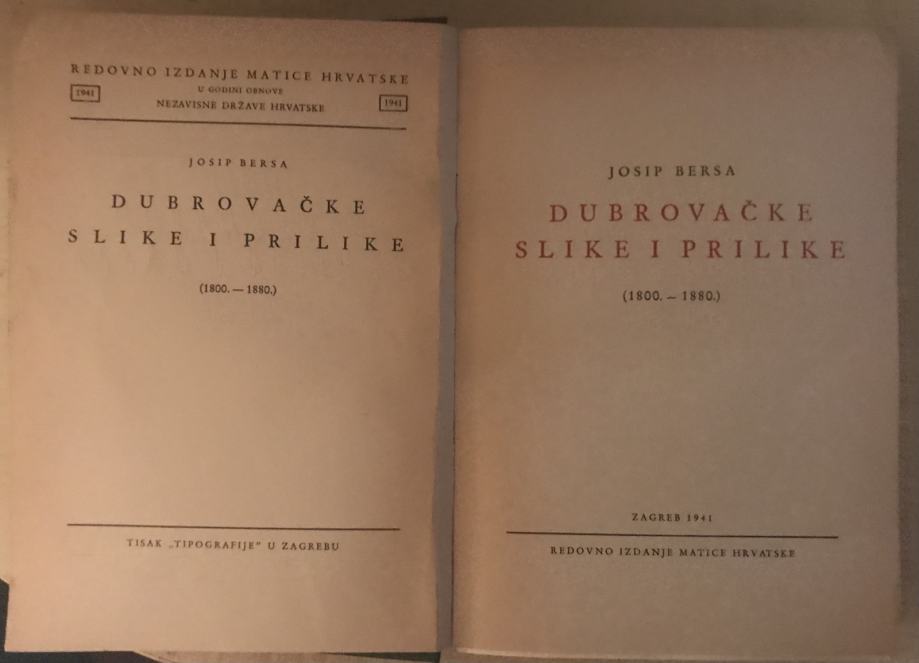 REDOVNO IZDANJE MATICE HRVATSKE
1941 U GODINI OBNOVE 1941
NEZAVISNE DRŽAVE HRVATSKE
JOSIP BERSA
DUBROVAČKE
SLIKE I PRILIKE
(1800. — 1880.)
TISAK „TIPOGRAFIJE" U ZAGREBU
JOSIP BERSA
DUBROVAČKE
SLIKE I PRILIKE
(1800. — 1880.)
ZAGREB 1941
REDOVNO IZDANJE MATICE HRVATSKE